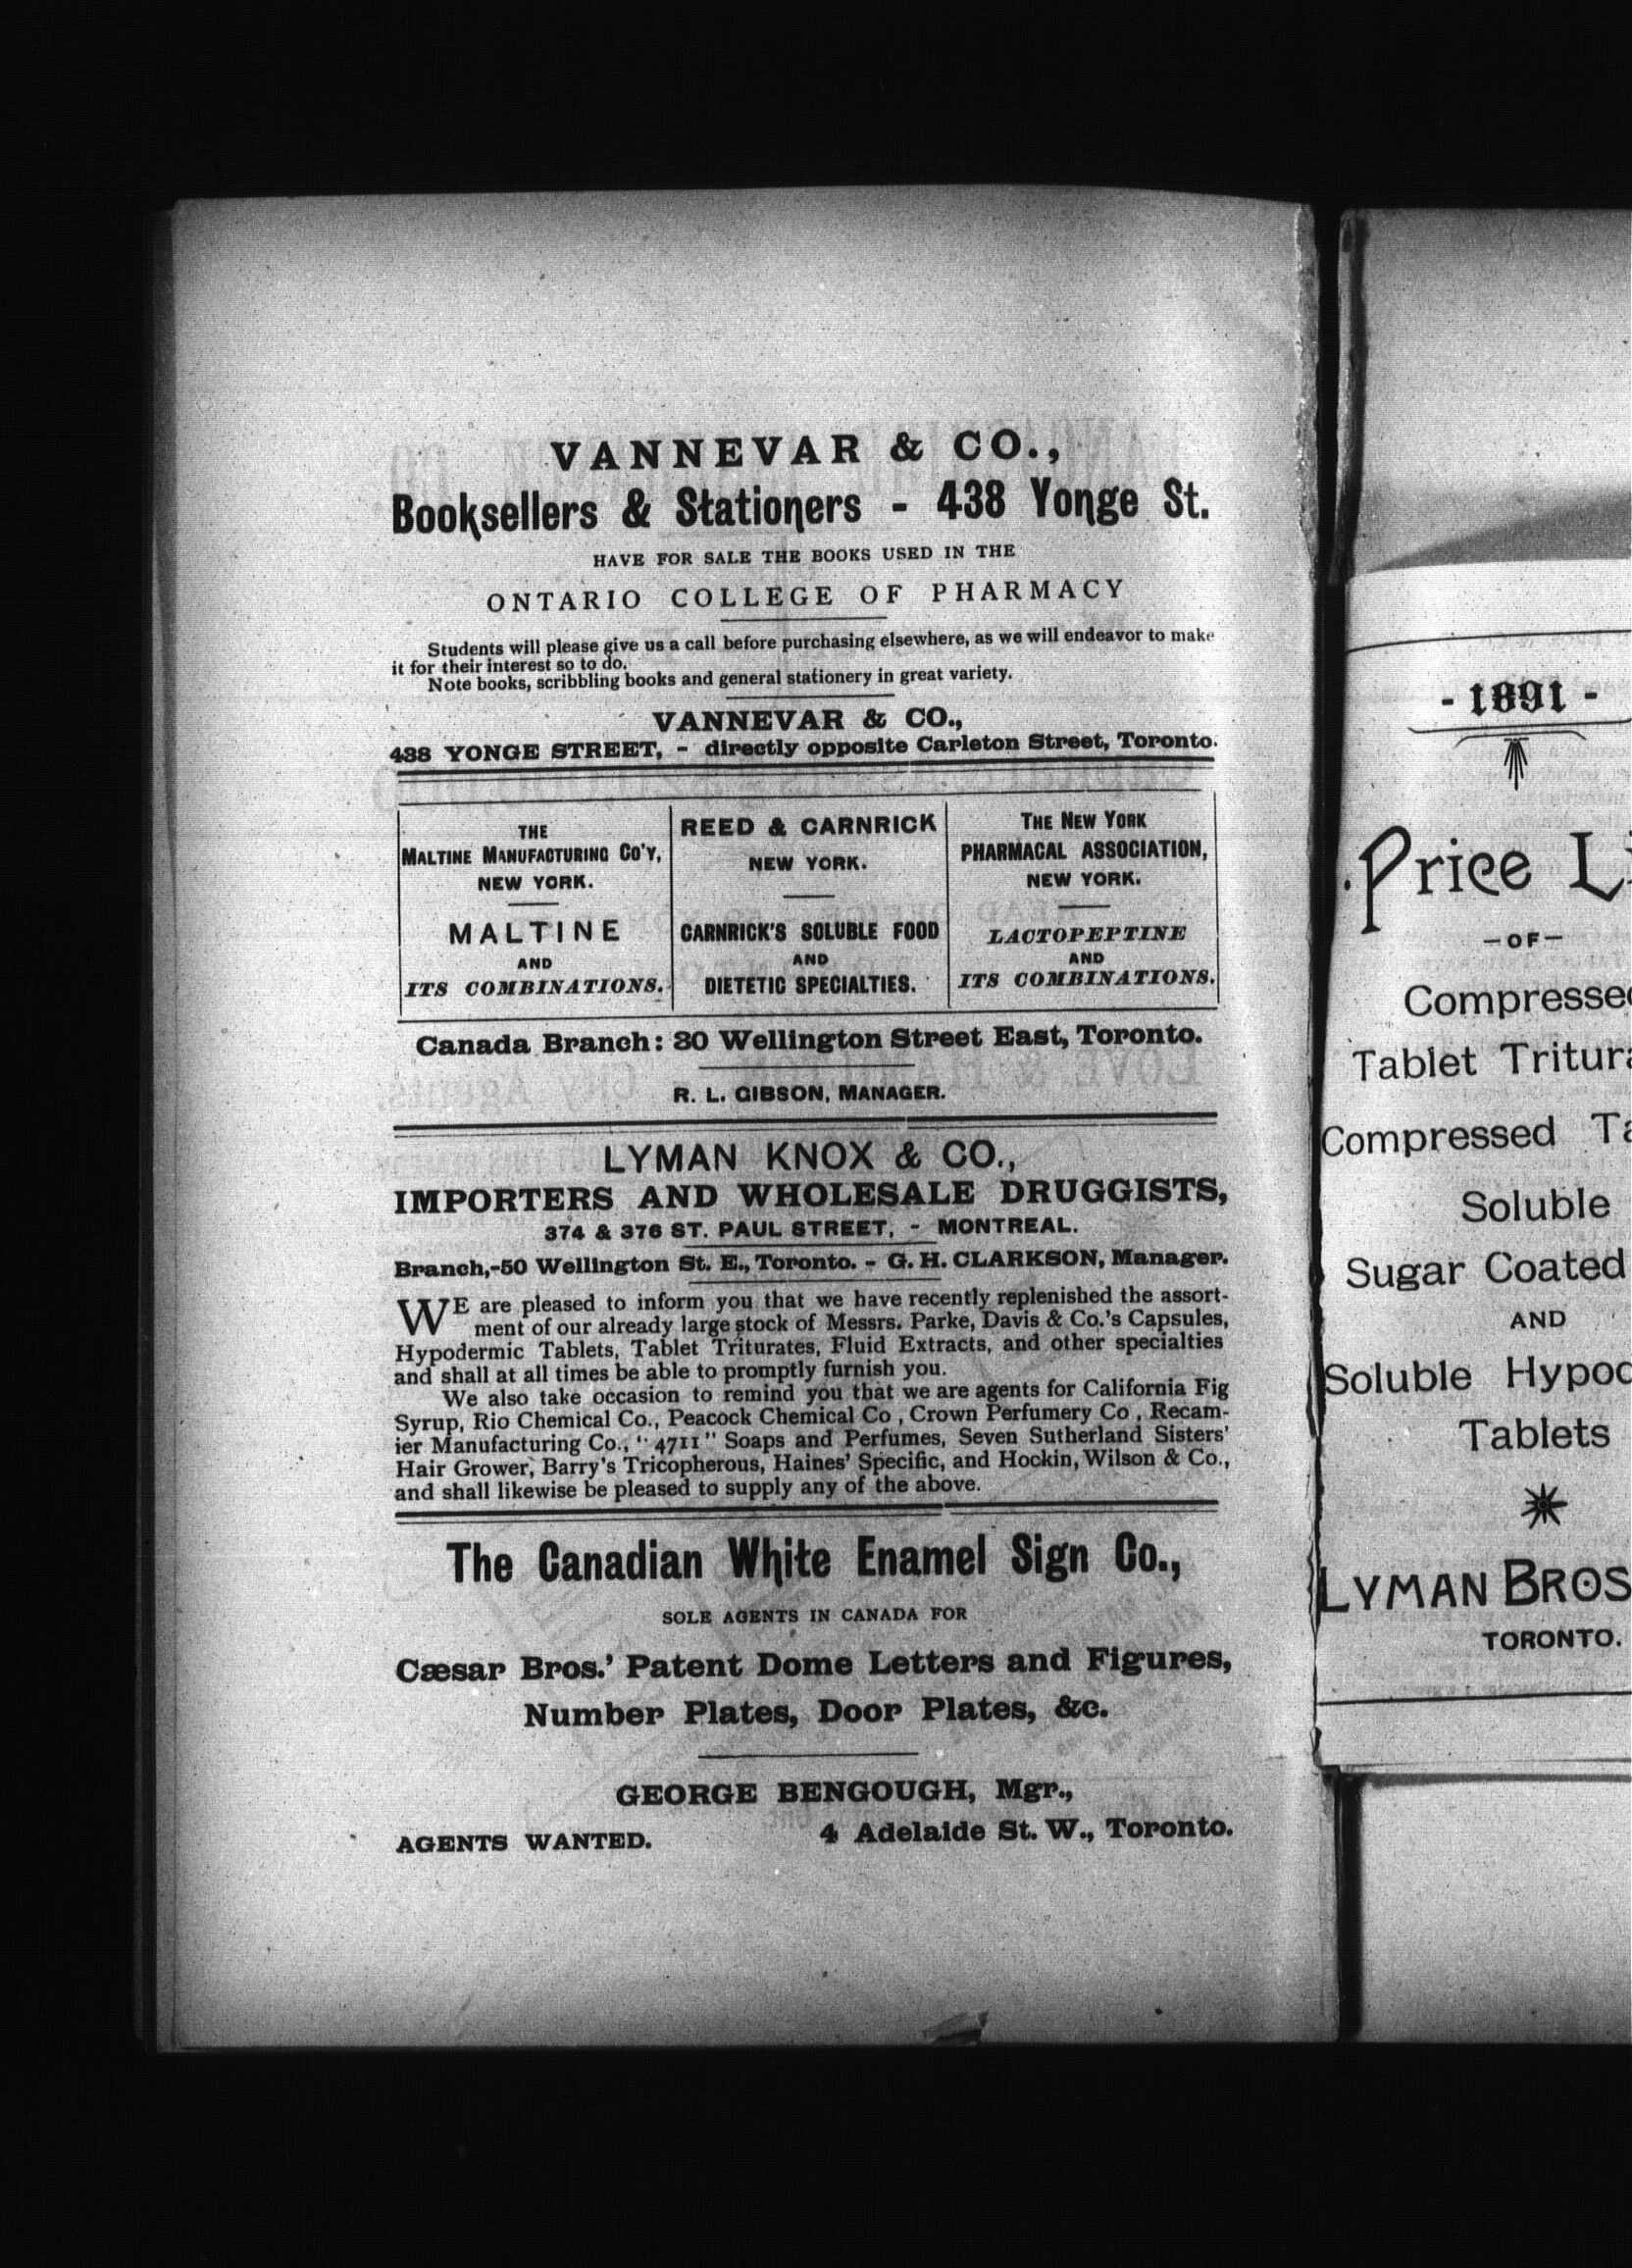 VANNEVAR & CO.,
Booksellers & Stationers - 438 Yonge St.
HAVE FOR SALE THE BOOKS USED IN THE
ONTARIO COLLEGE OF PHARMACY
Students will please give us a call before purchasing elsewhere, as we will endeavor to make
it for their interest so to do.
Note books, scribbling books and general stationery in great variety.
VANNEVAR & CO.,
438 YONGE STREET, - directly opposite Carleton Street, Toronto.
THE
MALTINE MANUFACTURING CO'Y,
NEW YORK.
MALTINE
AND
ITS COMBINATIONS.
REED & CARNRICK
NEW YORK.
CARNRICK'S SOLUBLE FOOD
AND
DIETETIC SPECIALTIES.
THE NEW YORK
PHARMACAL ASSOCIATION,
NEW YORK.
LACTOPEPTINE
AND
ITS COMBINATIONS.
Canada Branch: 30 Wellington Street East, Toronto.
R. L. GIBSON, MANAGER.
LYMAN KNOX & CO.,
IMPORTERS AND WHOLESALE DRUGGISTS,
374 & 376 ST. PAUL STREET, - MONTREAL.
Branch,-50 Wellington St. E., Toronto. - G. H. CLARKSON, Manager.
WE are pleased to inform you that we have recently replenished the assort-
ment of our already large stock of Messrs. Parke, Davis & Co.'s Capsules,
Hypodermic Tablets, Tablet Triturates, Fluid Extracts, and other specialties
and shall at all times be able to promptly furnish you.
We also take occasion to remind you that we are agents for California Fig
Syrup, Rio Chemical Co., Peacock Chemical Co , Crown Perfumery Co , Recam-
ier Manufacturing Co., "4711" Soaps and Perfumes, Seven Sutherland Sisters'
Hair Grower, Barry's Tricopherous, Haines' Specific, and Hockin, Wilson & Co.,
and shall likewise be pleased to supply any of the above.
The Canadian White Enamel Sign Co.,
SOLE AGENTS IN CANADA FOR
Cæsar Bros.' Patent Dome Letters and Figures,
Number Plates, Door Plates, &c.
GEORGE BENGOUGH, Mgr.,
AGENTS WANTED. 4 Adelaide St. W., Toronto.
- 1891 -
Price Li
-OF-
Compressed
Tablet Tritura
Compressed Ta
Soluble
Sugar Coated
AND
Soluble Hypod
Tablets
LYMAN BROS
TORONTO.